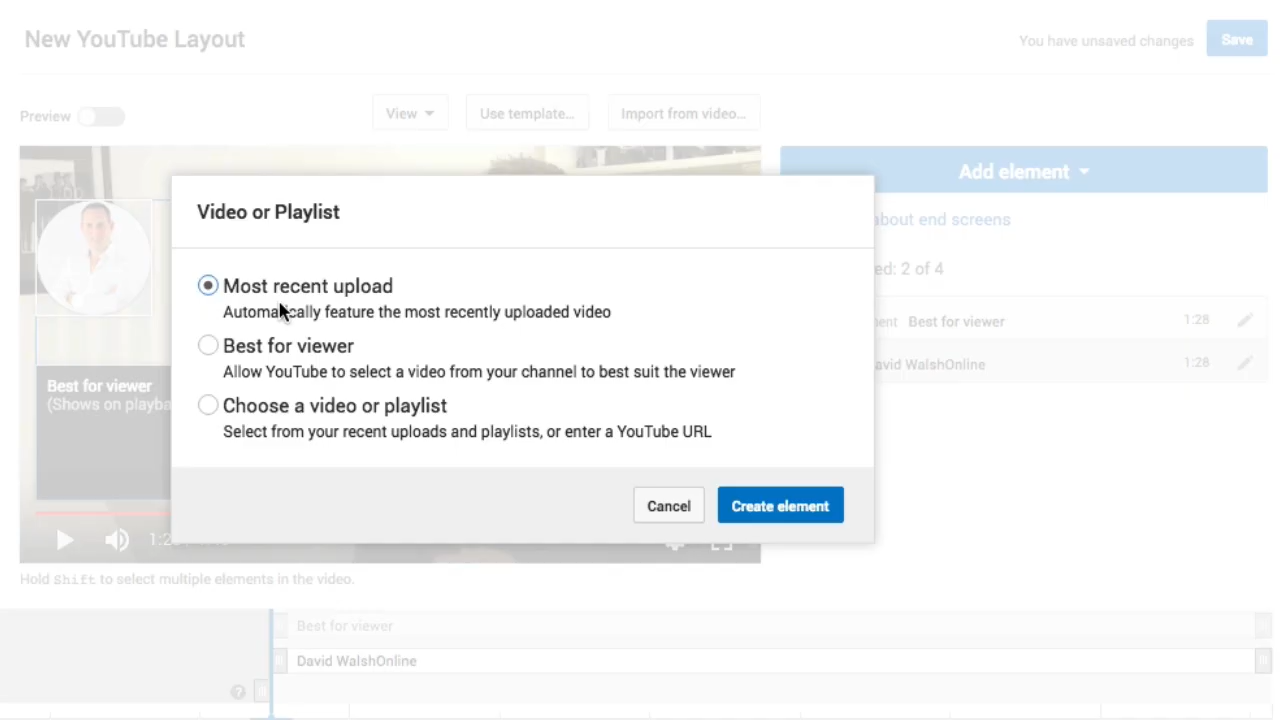 New YouTube Layout
You have unsaved changes
Save
Preview
View
Use template...
Import from video...
Add element
Video or Playlist
about end screens
ed: 2 of 4
Most recent upload
Automatically feature the most recently uploaded video
Best for viewer 1:28
Best for viewer
Allow YouTube to select a video from your channel to best suit the viewer
avid WalshOnline 1:28
Best for viewer
(Shows on playba
Choose a video or playlist
Select from your recent uploads and playlists, or enter a YouTube URL
Cancel
Create element
Hold Shift to select multiple elements in the video.
Best for viewer
David WalshOnline
?